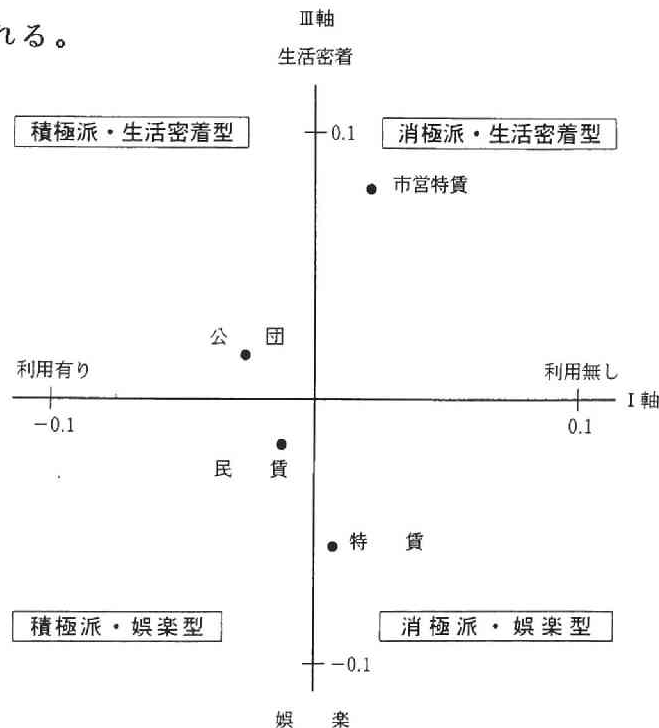 れる。
Ⅲ軸
生活密着
積極派・生活密着型
0.1
消極派・生活密着型
市営特賃
公 団
利用有り
利用無し
Ⅰ軸
-0.1
0.1
民 賃
特 賃
積極派・娯楽型
消極派・娯楽型
-0.1
娯 楽